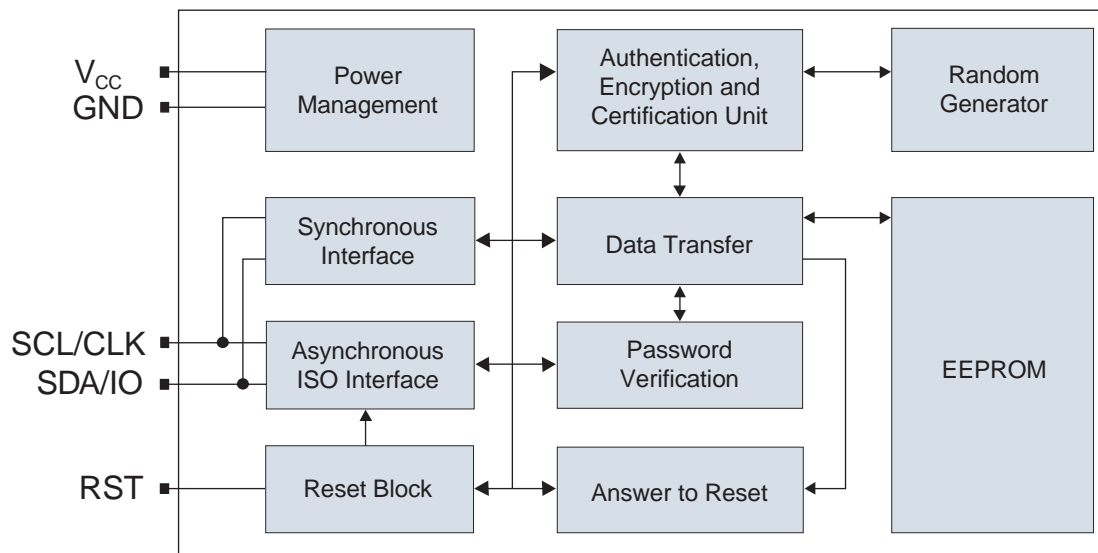 V_CC
GND
Power
Management
Authentication,
Encryption and
Certification Unit
Random
Generator
Synchronous
Interface
Data Transfer
SCL/CLK
SDA/IO
Asynchronous
ISO Interface
Password
Verification
EEPROM
RST
Reset Block
Answer to Reset